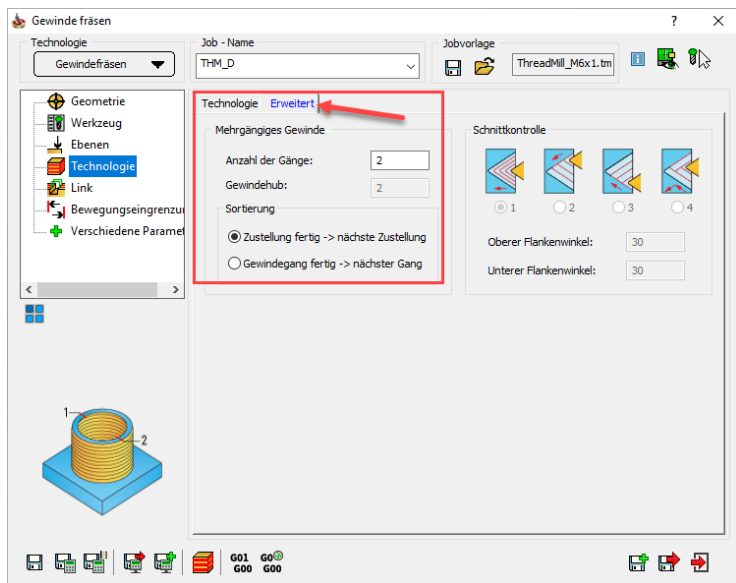 Gewinde fräsen
?
Technologie
Gewindefräsen
Job - Name
THM_D
Jobvorlage
ThreadMill_M6x1.tm
Geometrie
Werkzeug
Ebenen
Technologie
Link
Bewegungseingrenzu
Verschiedene Paramet
Technologie Erweitert
Mehrgängiges Gewinde
Anzahl der Gänge: 2
Gewindehub: 2
Sortierung
Zustellung fertig -> nächste Zustellung
Gewindegang fertig -> nächster Gang
Schnittkontrolle
1 2 3 4
Oberer Flankenwinkel: 30
Unterer Flankenwinkel: 30
1
2
G01 G0
G00 G00